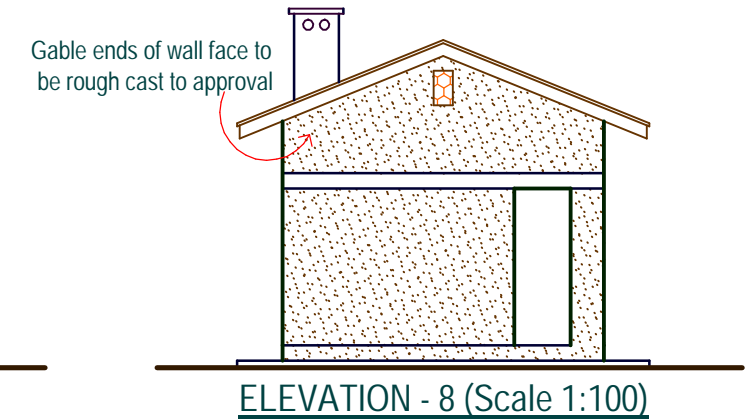 Gable ends of wall face to
be rough cast to approval
ELEVATION - 8 (Scale 1:100)